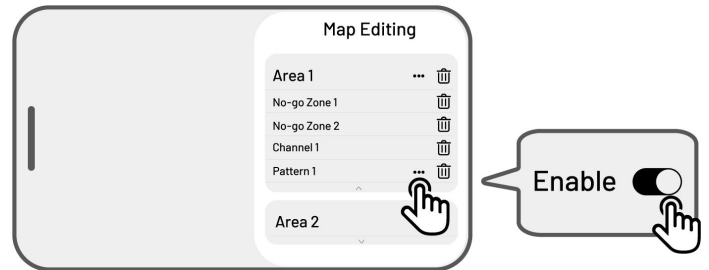 Map Editing
Area 1
No-go Zone 1
No-go Zone 2
Channel 1
Pattern 1
Area 2
Enable